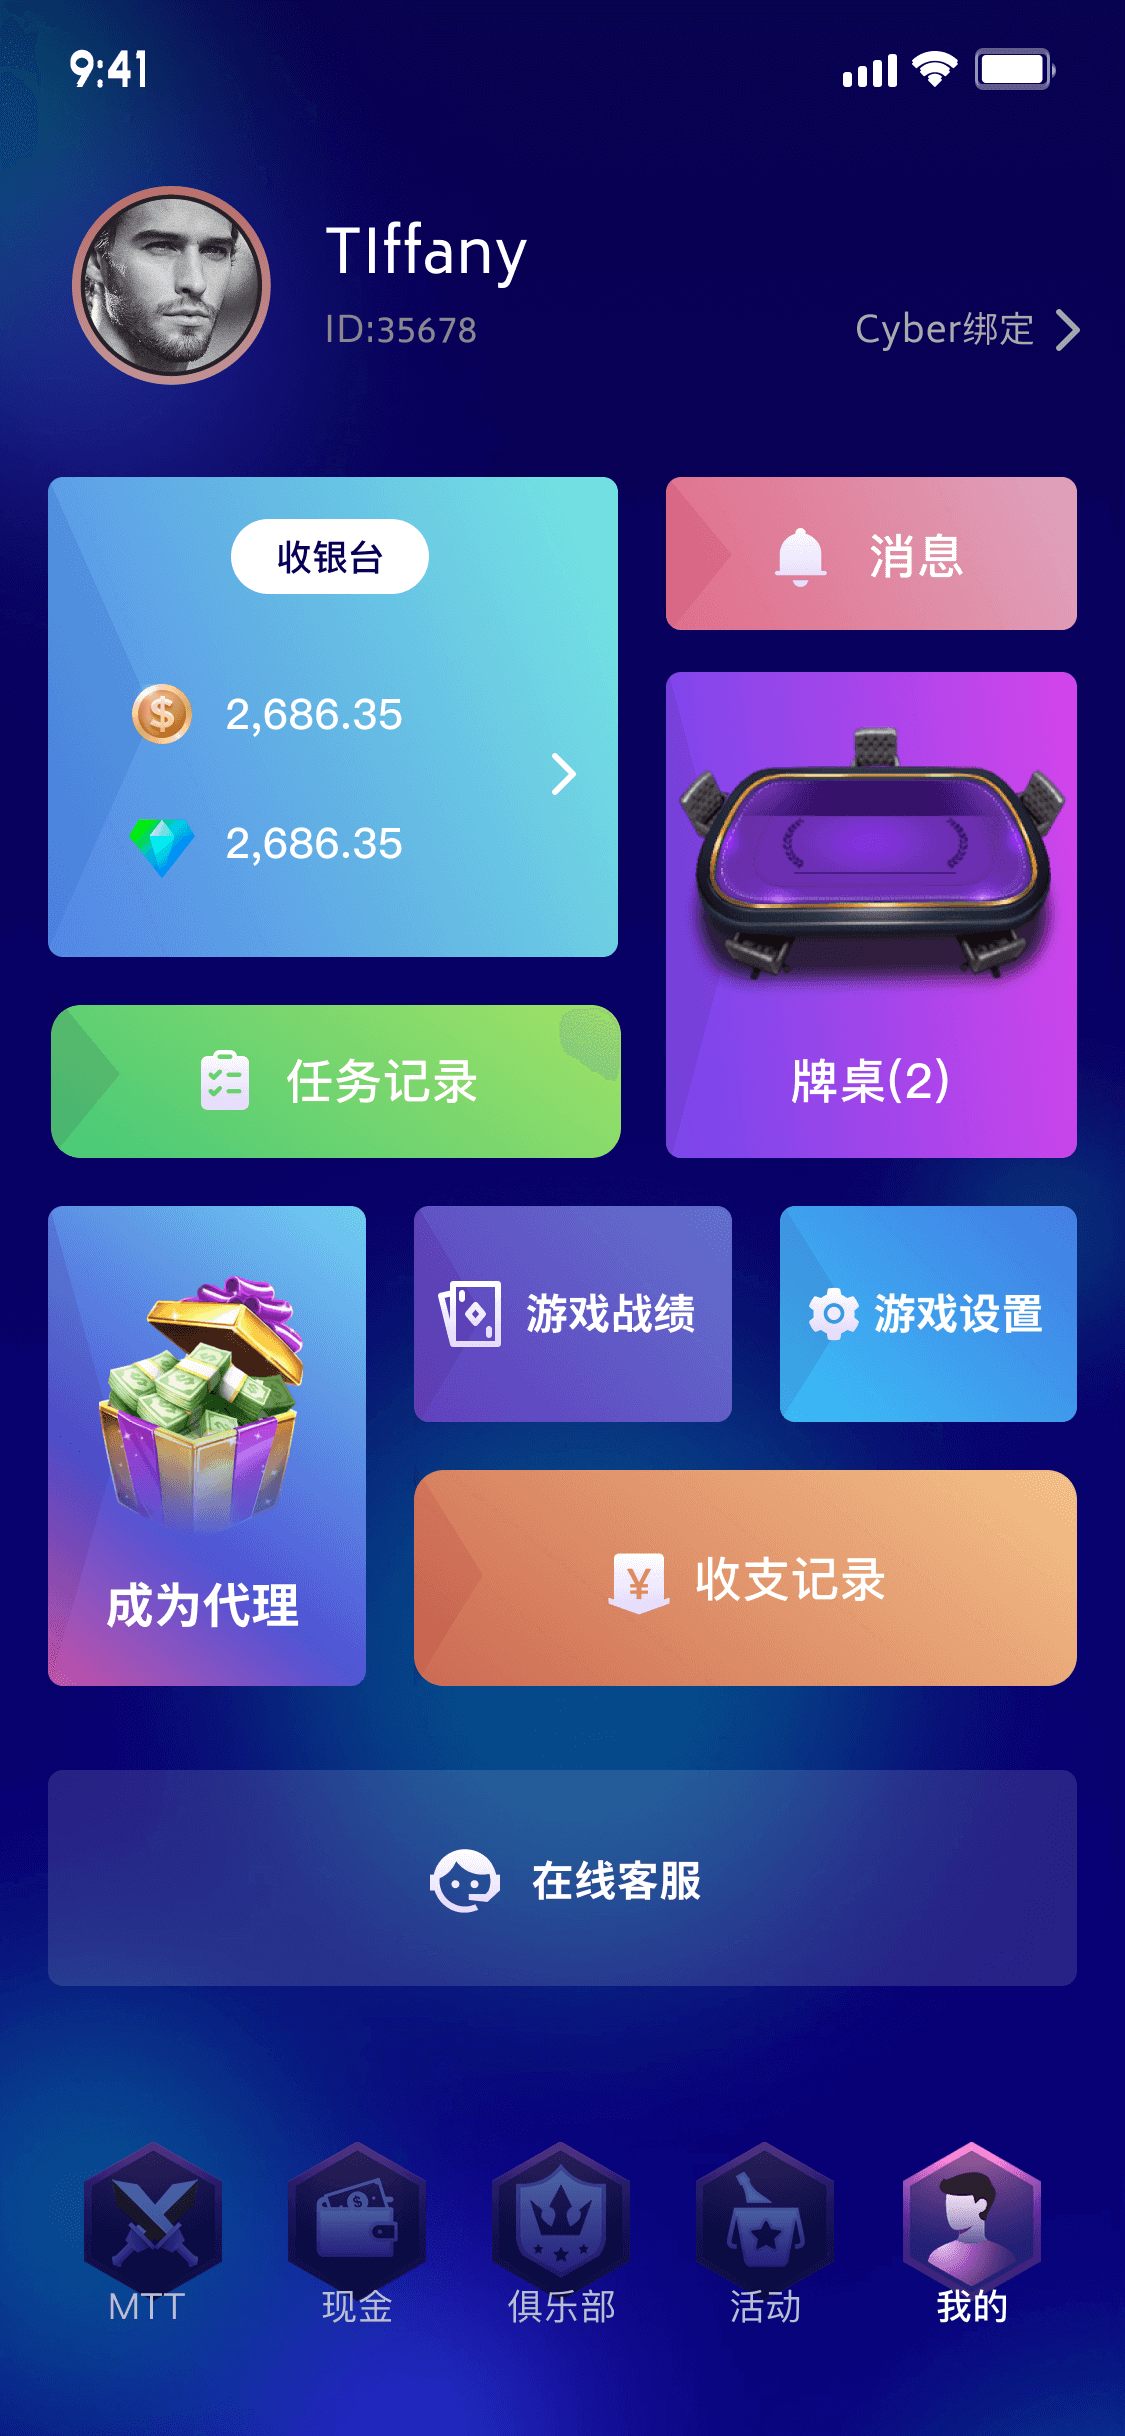 9:41
TIffany
ID:35678
Cyber绑定
收银台
消息
$
2,686.35
2,686.35
任务记录
牌桌(2)
游戏战绩
游戏设置
成为代理
¥
收支记录
在线客服
$
MTT
现金
俱乐部
活动
我的